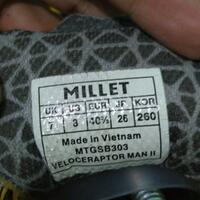 MILLET
UK US EUR JP KOR
7 8 40⅔ 26 260
Made in Vietnam
MTGSB303
VELOCERAPTOR MAN II